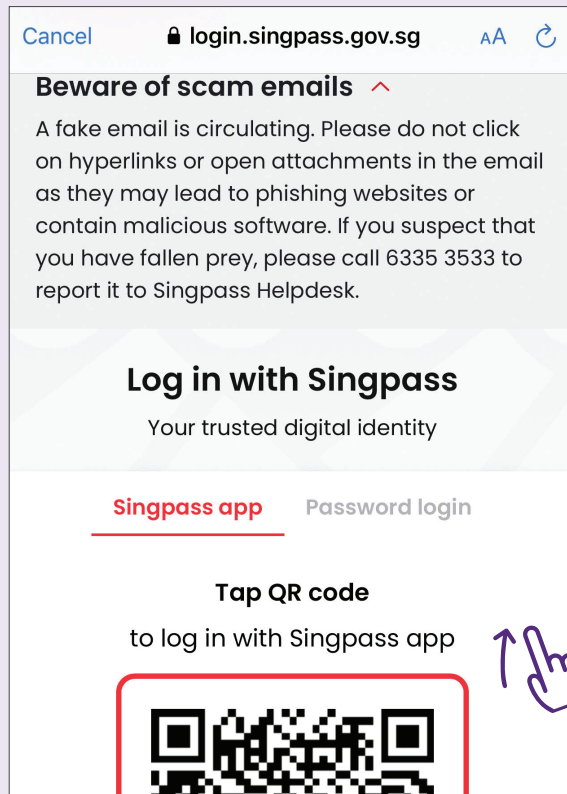 Cancel login.singpass.gov.sg AA
Beware of scam emails
A fake email is circulating. Please do not click
on hyperlinks or open attachments in the email
as they may lead to phishing websites or
contain malicious software. If you suspect that
you have fallen prey, please call 6335 3533 to
report it to Singpass Helpdesk.
Log in with Singpass
Your trusted digital identity
Singpass app Password login
Tap QR code
to log in with Singpass app